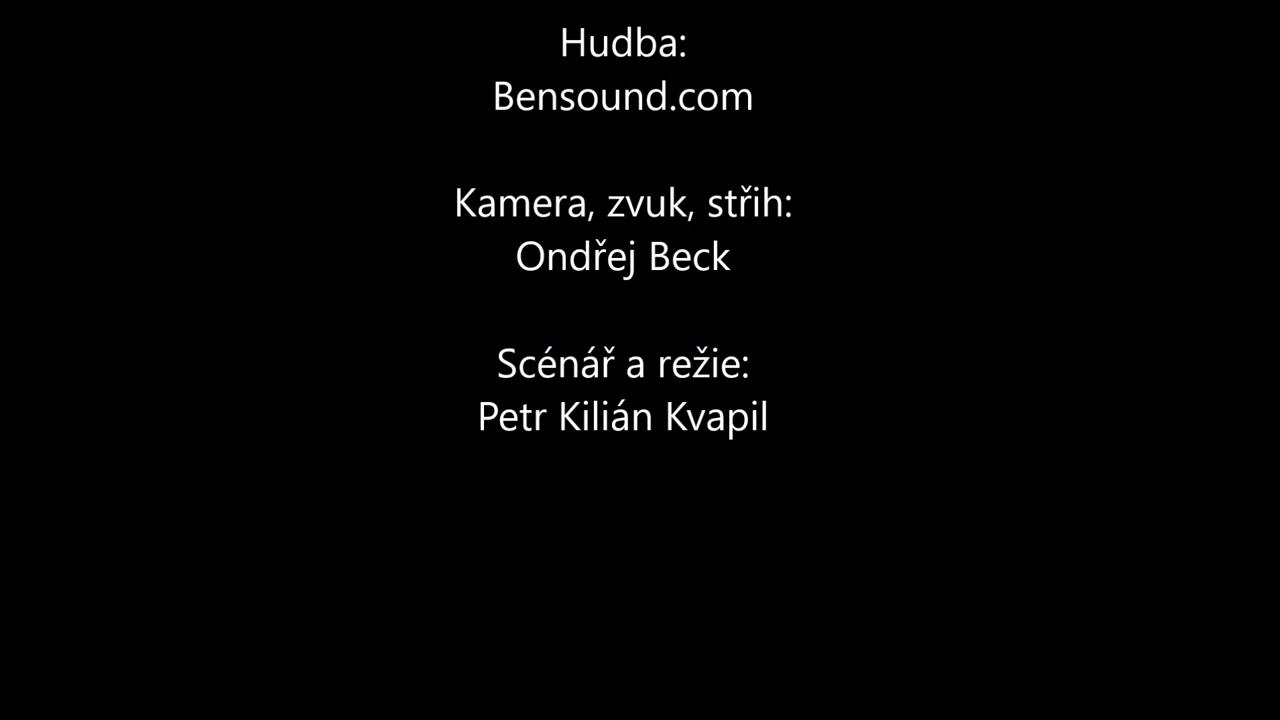 Hudba:
Bensound.com
Kamera, zvuk, střih:
Ondřej Beck
Scénář a režie:
Petr Kilián Kvapil